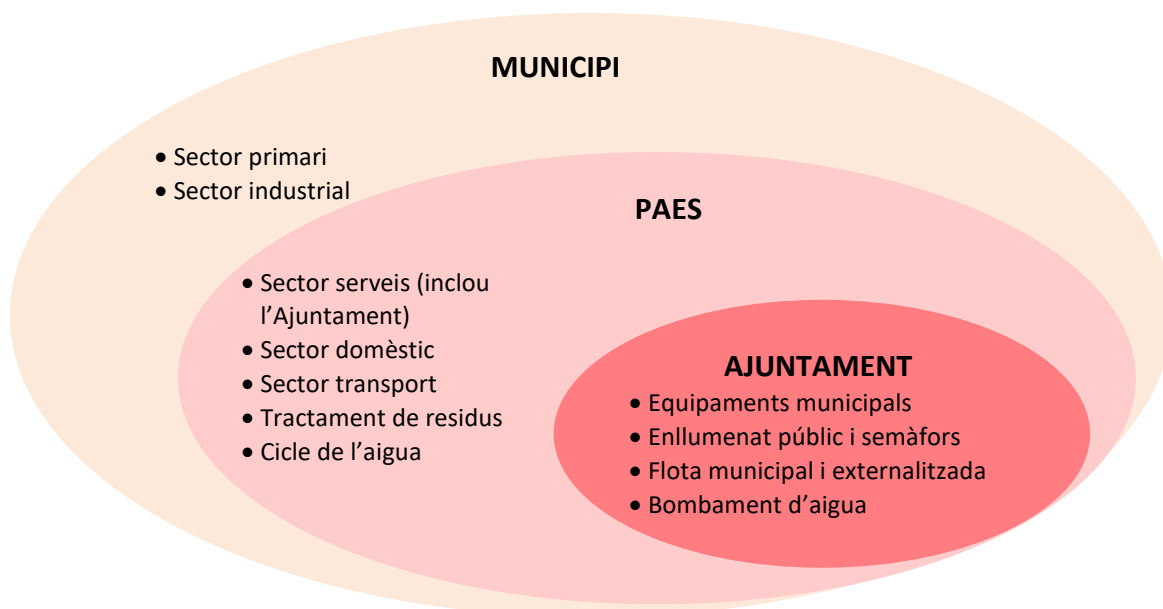 MUNICIPI
• Sector primari
• Sector industrial
PAES
• Sector serveis (inclou
l’Ajuntament)
• Sector domèstic
• Sector transport
• Tractament de residus
• Cicle de l’aigua
AJUNTAMENT
• Equipaments municipals
• Enllumenat públic i semàfors
• Flota municipal i externalitzada
• Bombament d’aigua